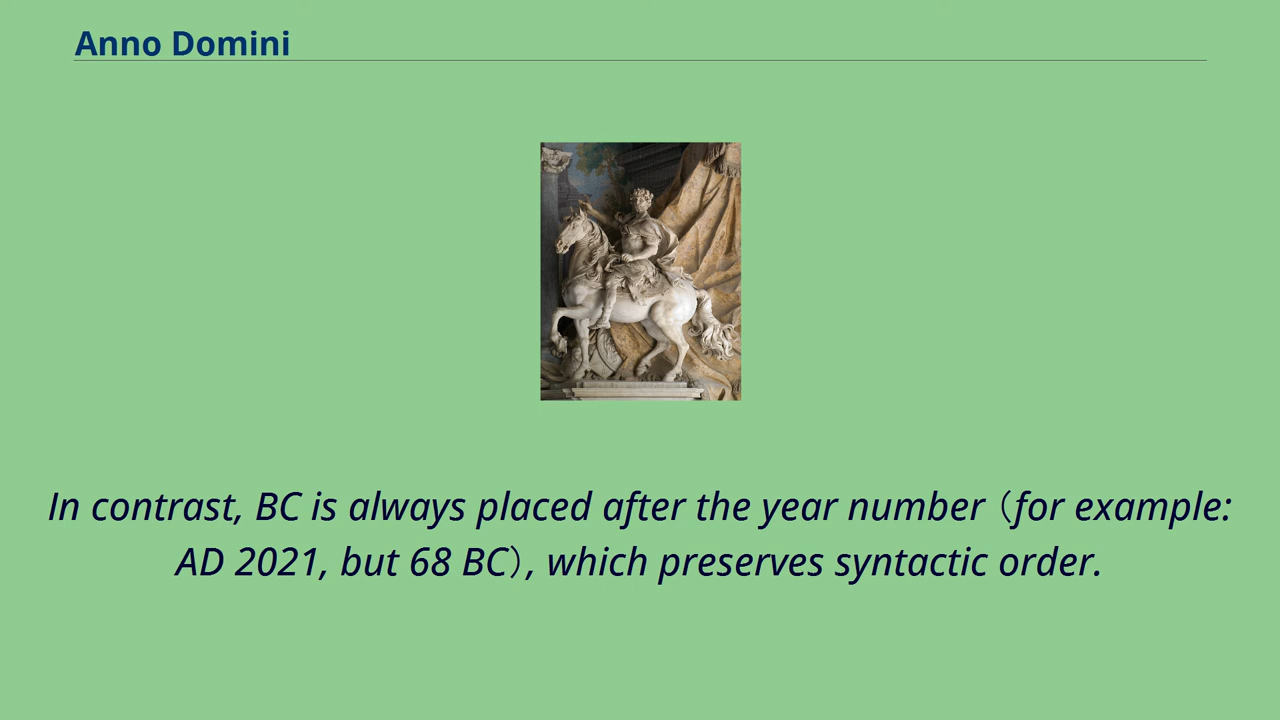 Anno Domini
In contrast, BC is always placed after the year number（for example:
AD 2021, but 68 BC）, which preserves syntactic order.